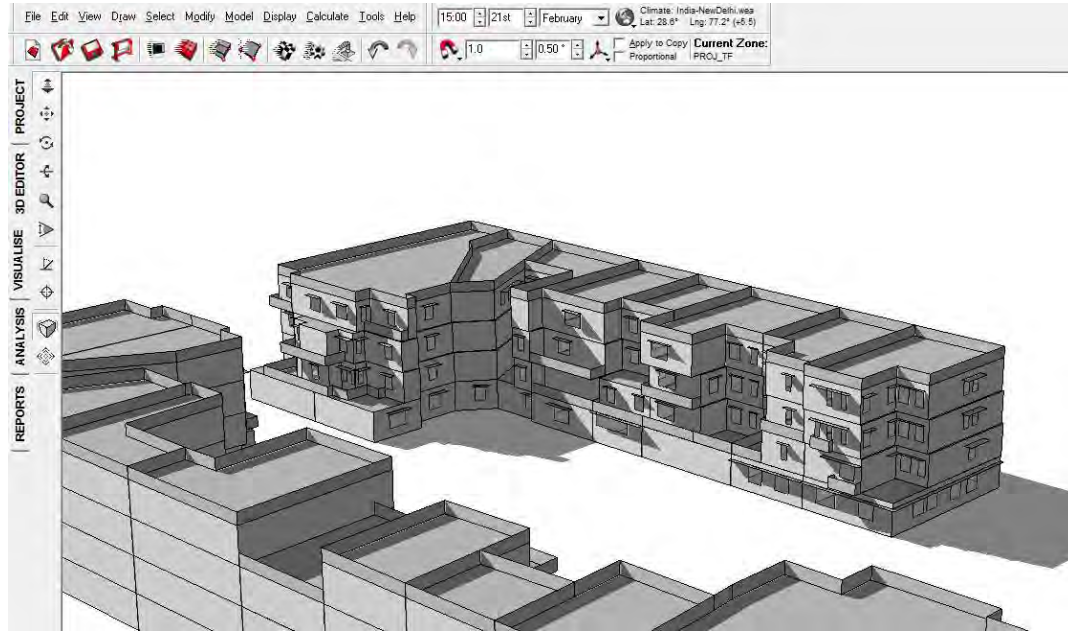 File Edit View Draw Select Modify Model Display Calculate Tools Help
15:00 21st February
Climate: India-NewDelhi.wea
Lat: 28.6° Lng: 77.2° (+5.5)
1.0 0.50 °
Apply to Copy
Proportional
Current Zone:
PROJ_TF
PROJECT
3D EDITOR
VISUALISE
ANALYSIS
REPORTS